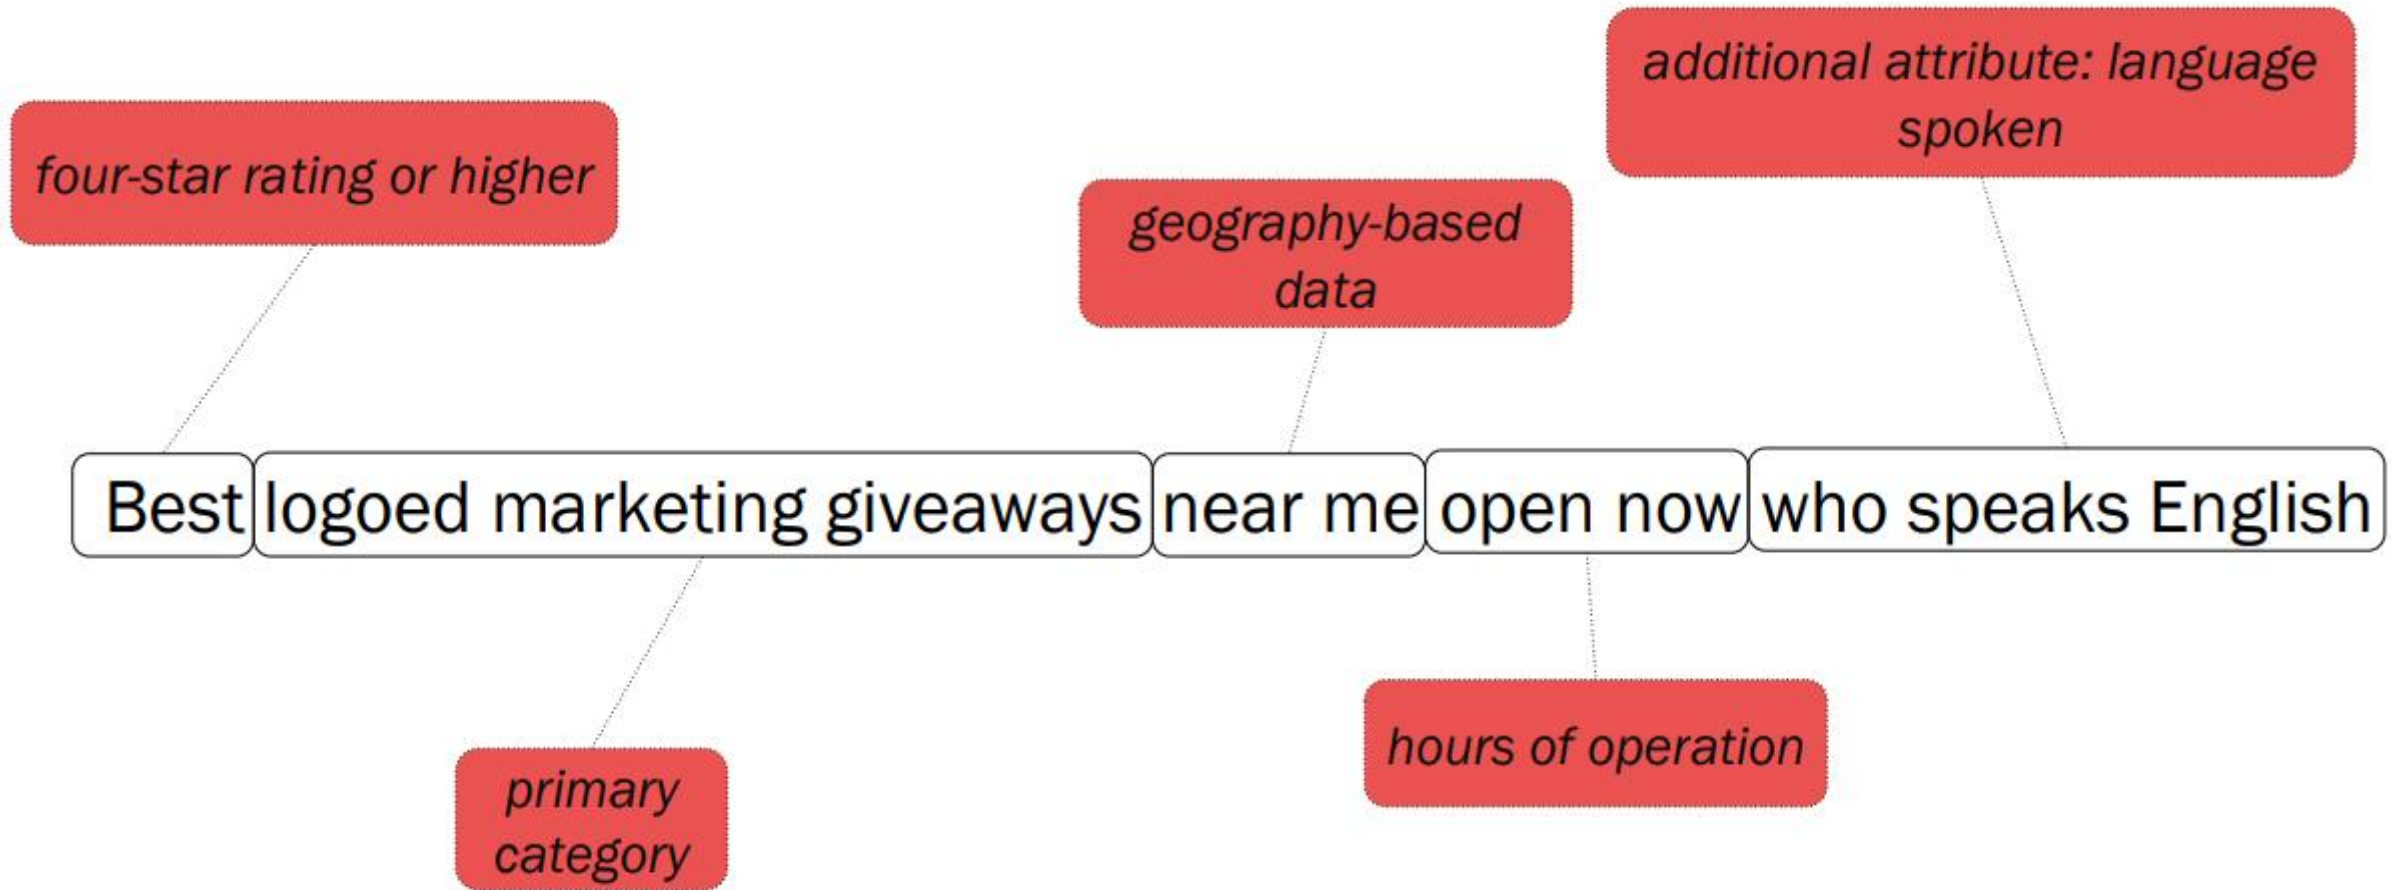 additional attribute: language
spoken
four-star rating or higher
geography-based
data
Best logoed marketing giveaways near me open now who speaks English
hours of operation
primary
category